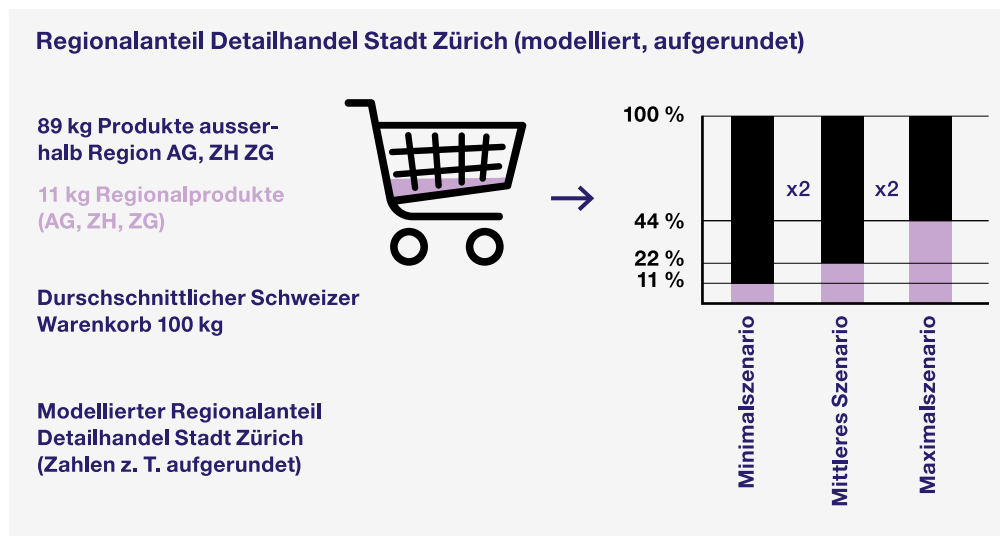 Regionalanteil Detailhandel Stadt Zürich (modelliert, aufgerundet)
89 kg Produkte ausser-
halb Region AG, ZH ZG
11 kg Regionalprodukte
(AG, ZH, ZG)
Durschschnittlicher Schweizer
Warenkorb 100 kg
Modellierter Regionalanteil
Detailhandel Stadt Zürich
(Zahlen z. T. aufgerundet)
100 %
44 %
22 %
11 %
x2
x2
Minimalszenario
Mittleres Szenario
Maximalszenario